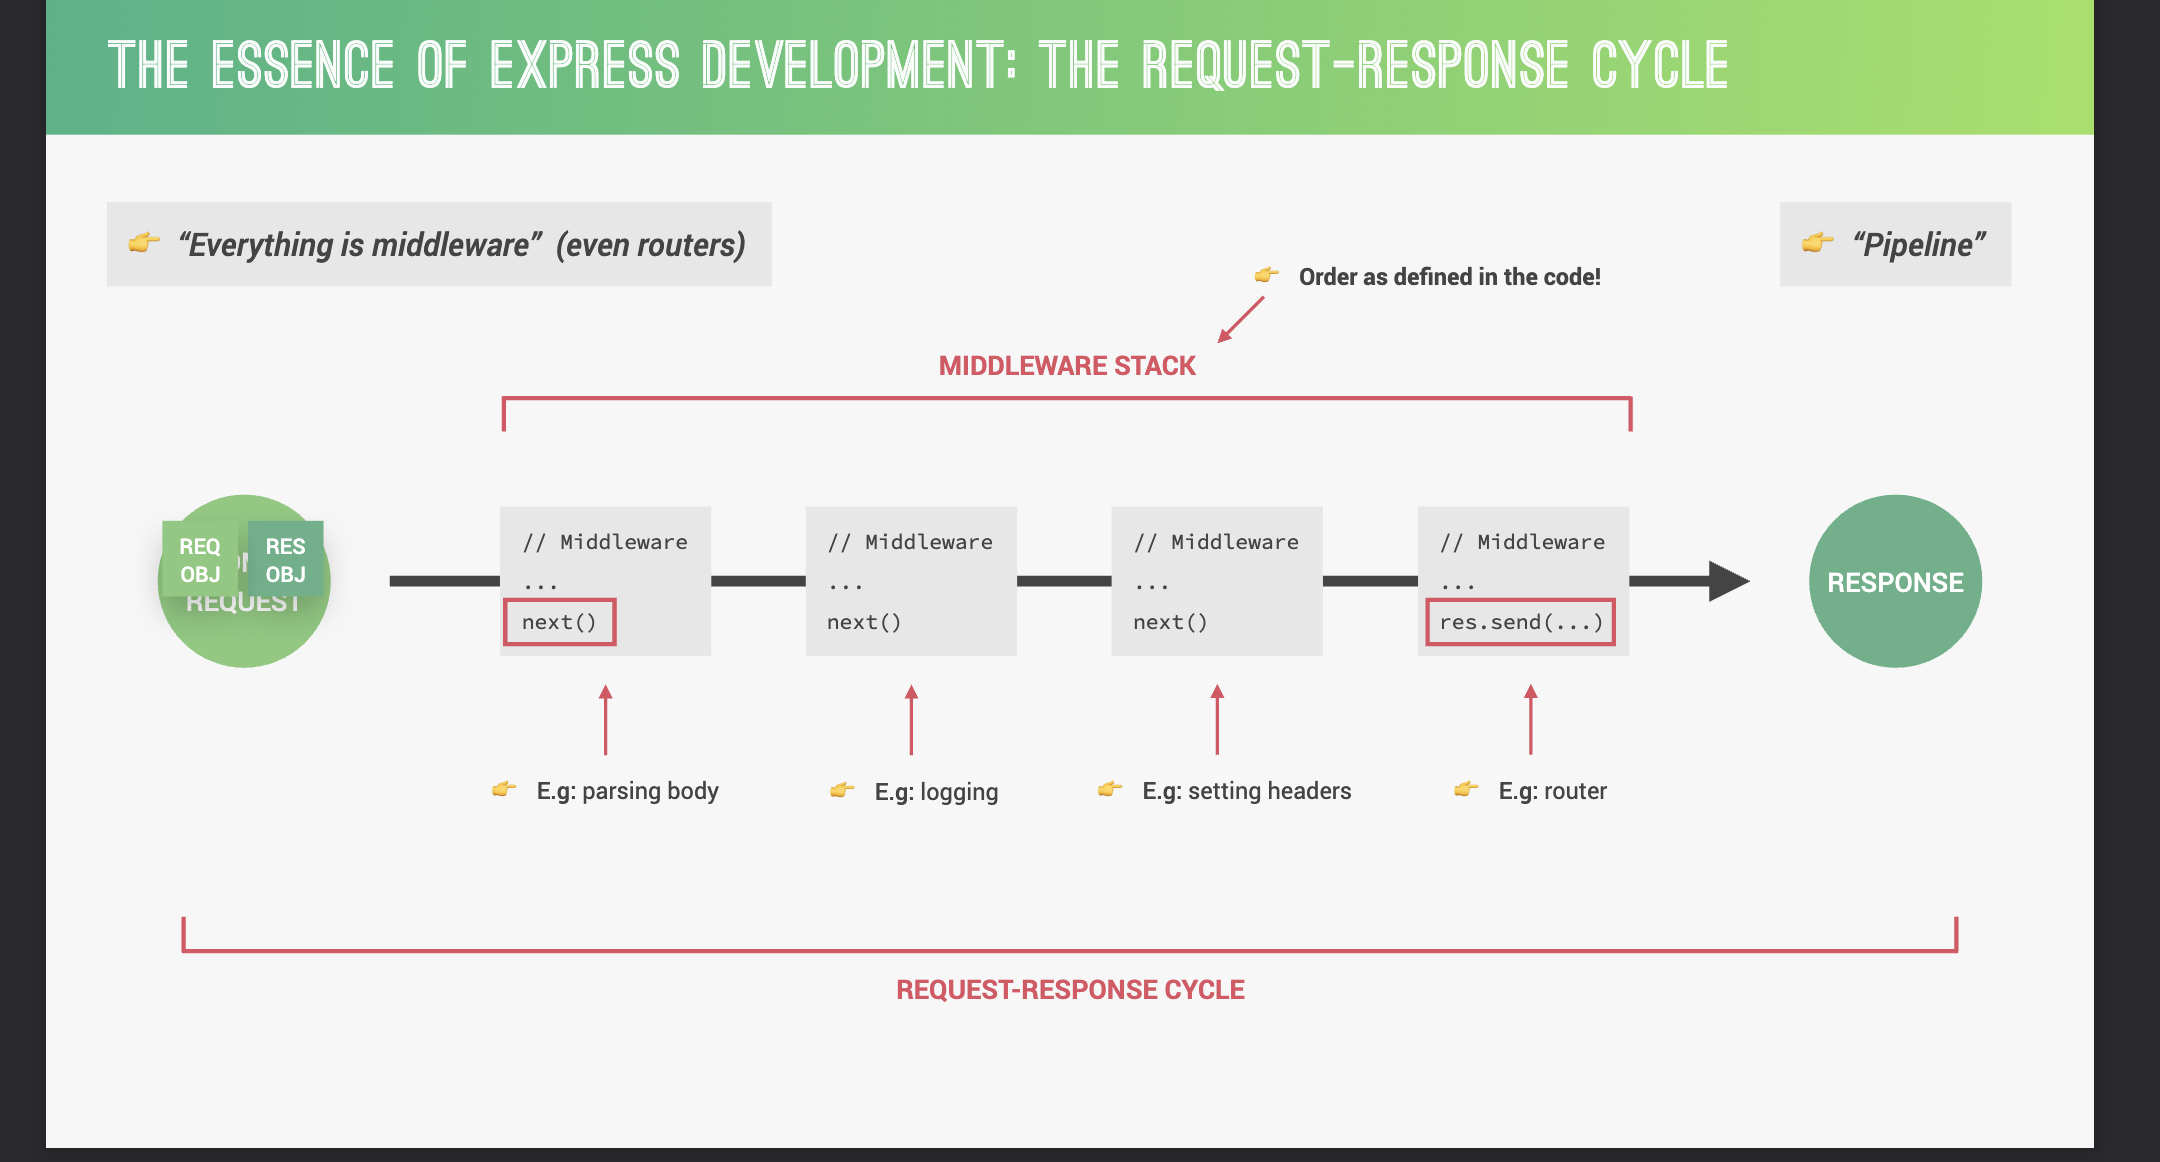 THE ESSENCE OF EXPRESS DEVELOPMENT: THE REQUEST-RESPONSE CYCLE
👉 “Everything is middleware” (even routers)
👉 “Pipeline”
👉 Order as defined in the code!
MIDDLEWARE STACK
REQ
OBJ
RES
OBJ
REQUEST
// Middleware
...
next()
// Middleware
...
next()
// Middleware
...
next()
// Middleware
...
res.send(...)
RESPONSE
👉 E.g: parsing body
👉 E.g: logging
👉 E.g: setting headers
👉 E.g: router
REQUEST-RESPONSE CYCLE